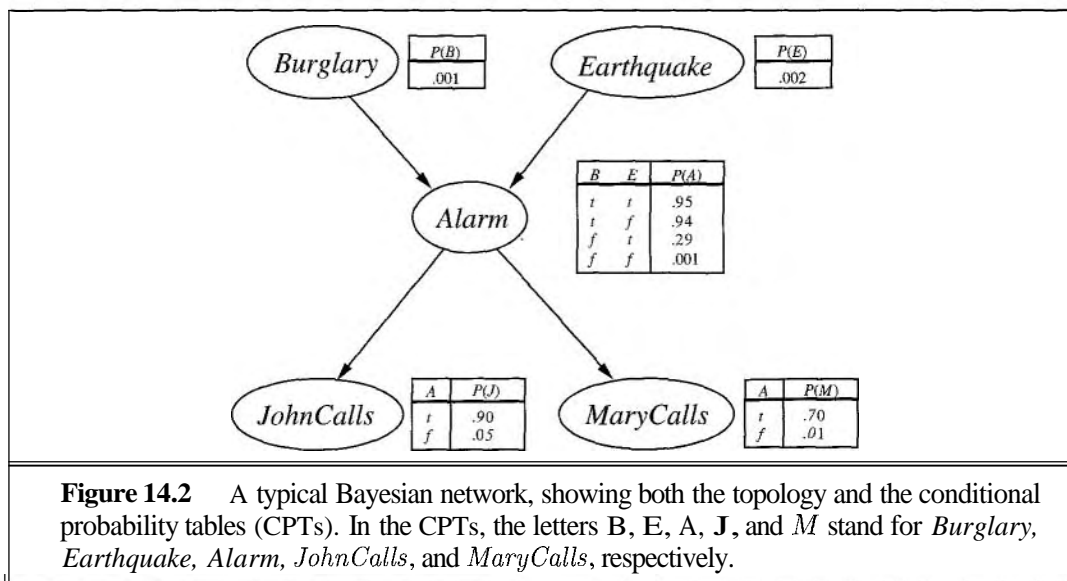 Burglary
P(B)
.001
Earthquake
P(E)
.002
Alarm
B E P(A)
t t .95
t f .94
f t .29
f f .001
JohnCalls
A P(J)
t .90
f .05
MaryCalls
A P(M)
t .70
f .01
Figure 14.2 A typical Bayesian network, showing both the topology and the conditional
probability tables (CPTs). In the CPTs, the letters B, E, A, J, and M stand for Burglary,
Earthquake, Alarm, JohnCalls, and MaryCalls, respectively.